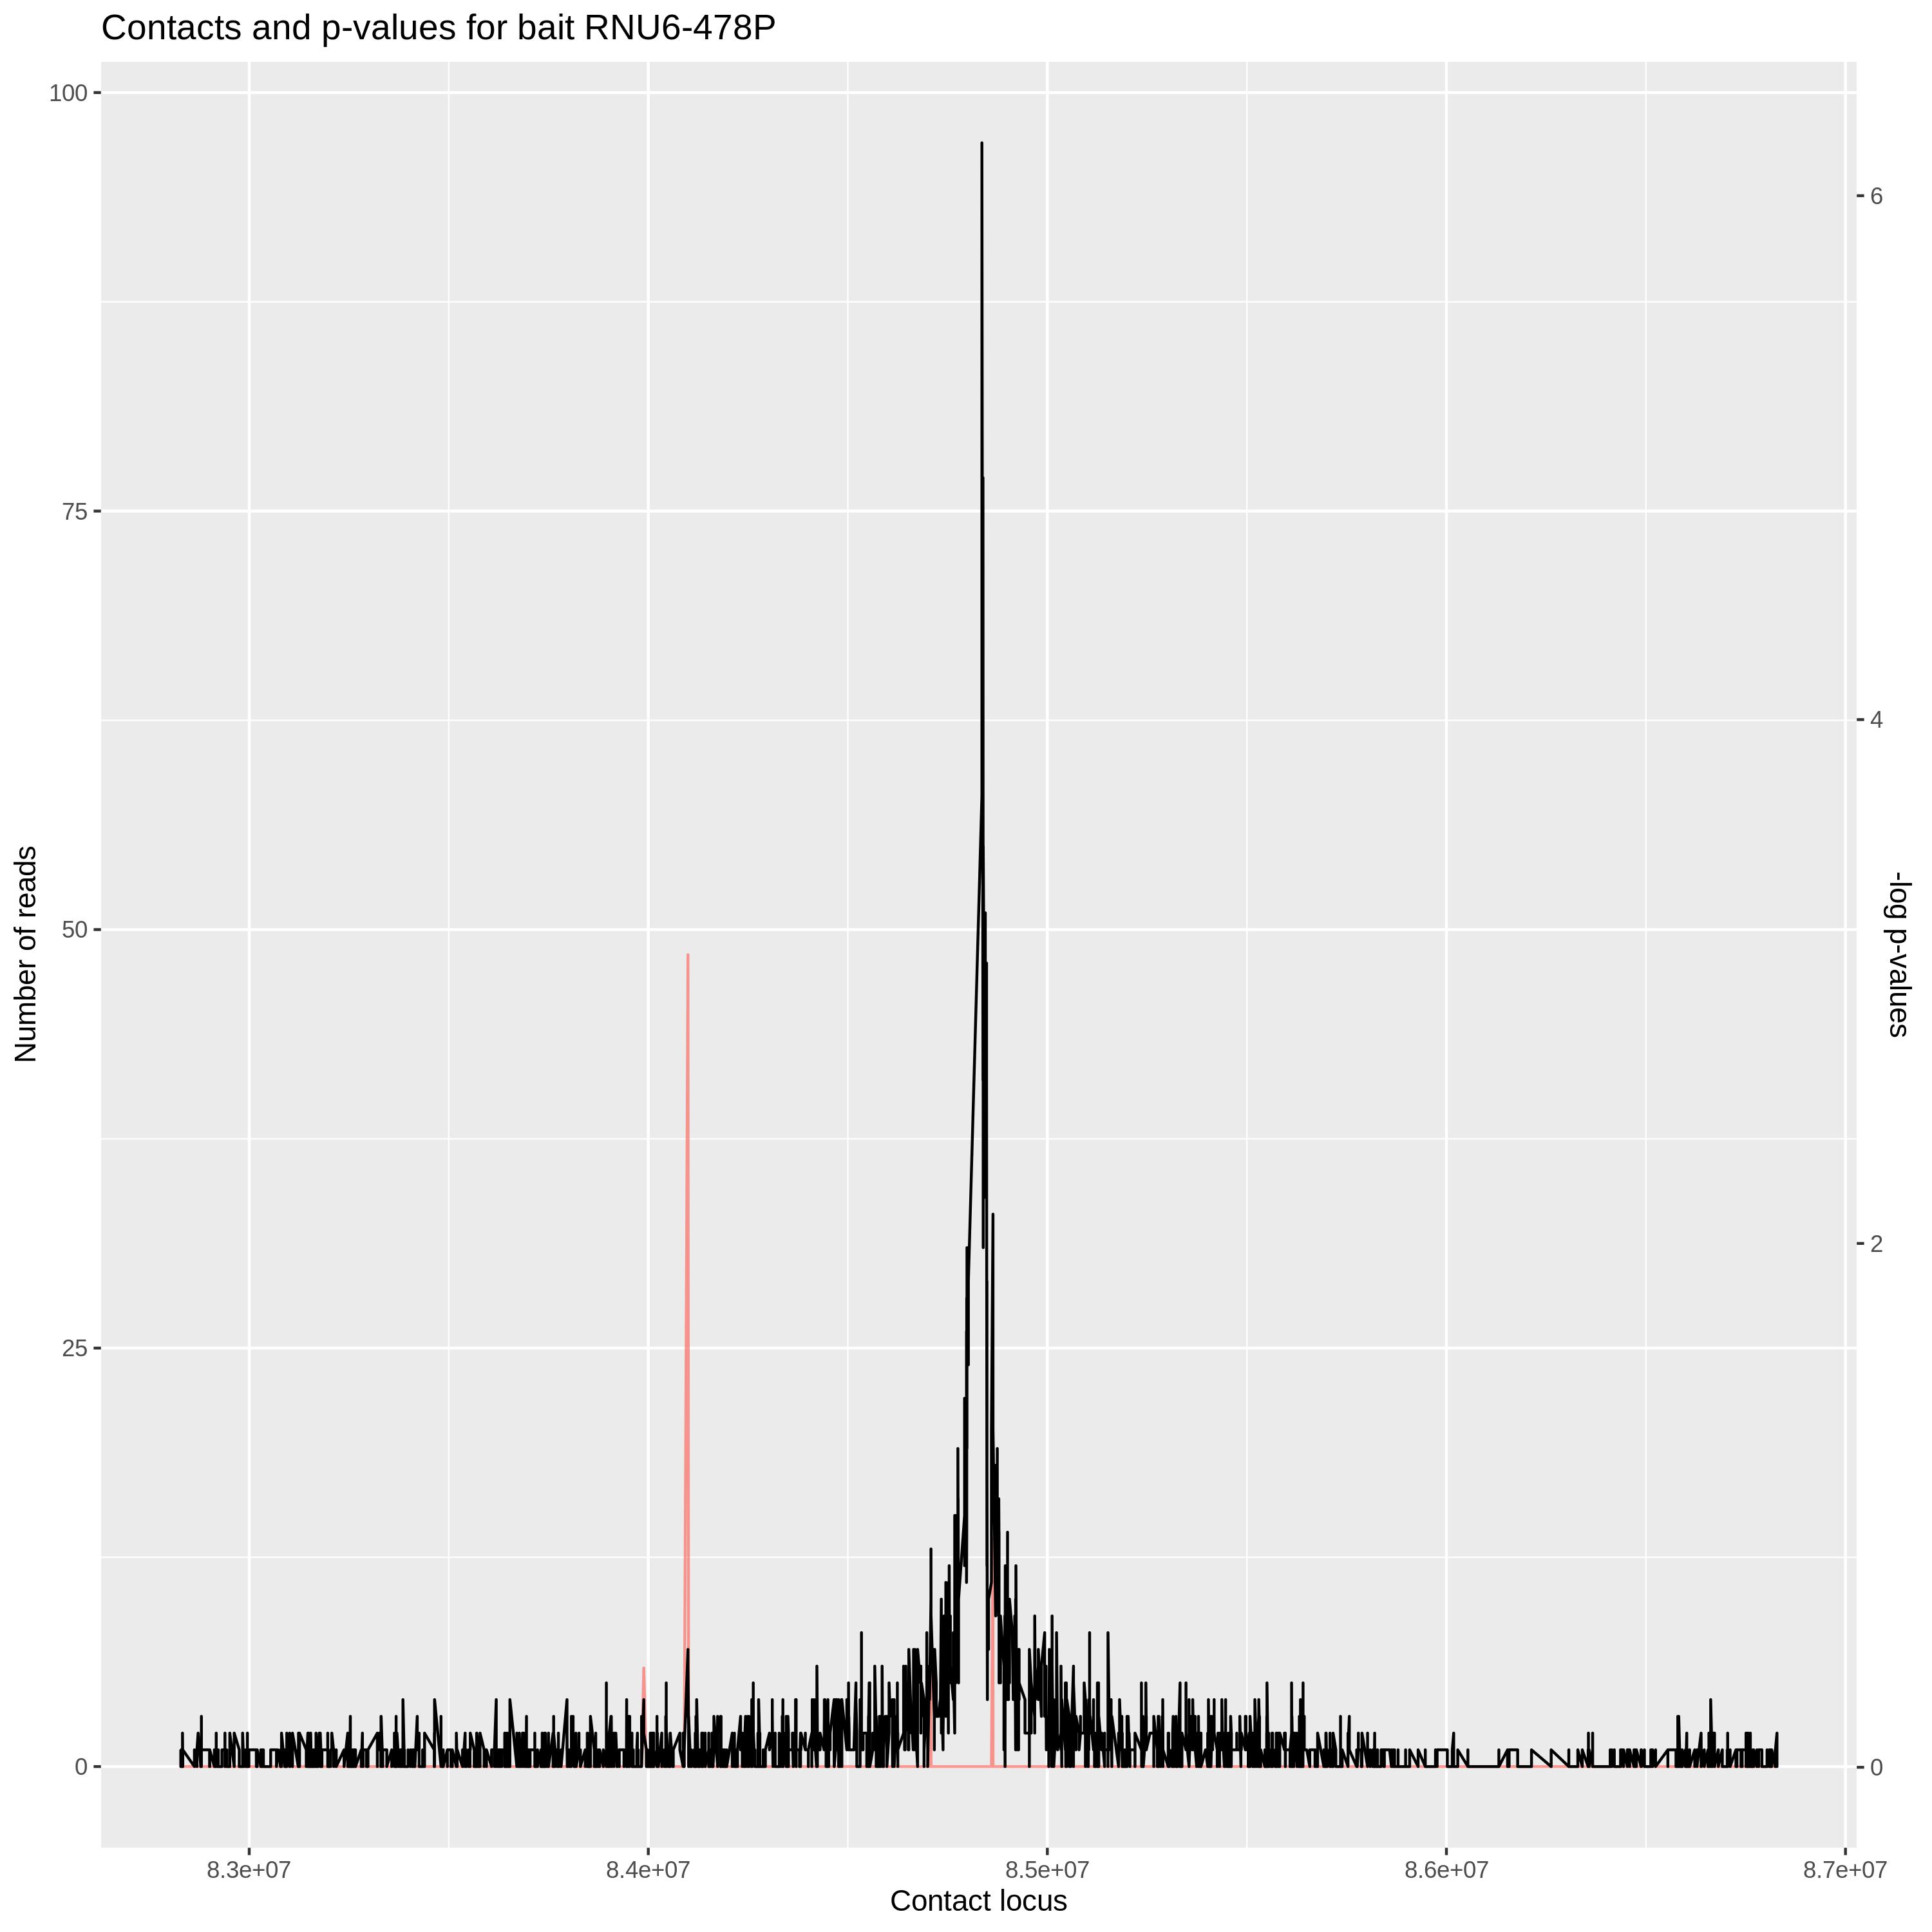 Contacts and p-values for bait RNU6-478P
100
75
50
25
0
Number of reads
6
4
2
0
-log p-values
8.3e+07
8.4e+07
8.5e+07
8.6e+07
8.7e+07
Contact locus